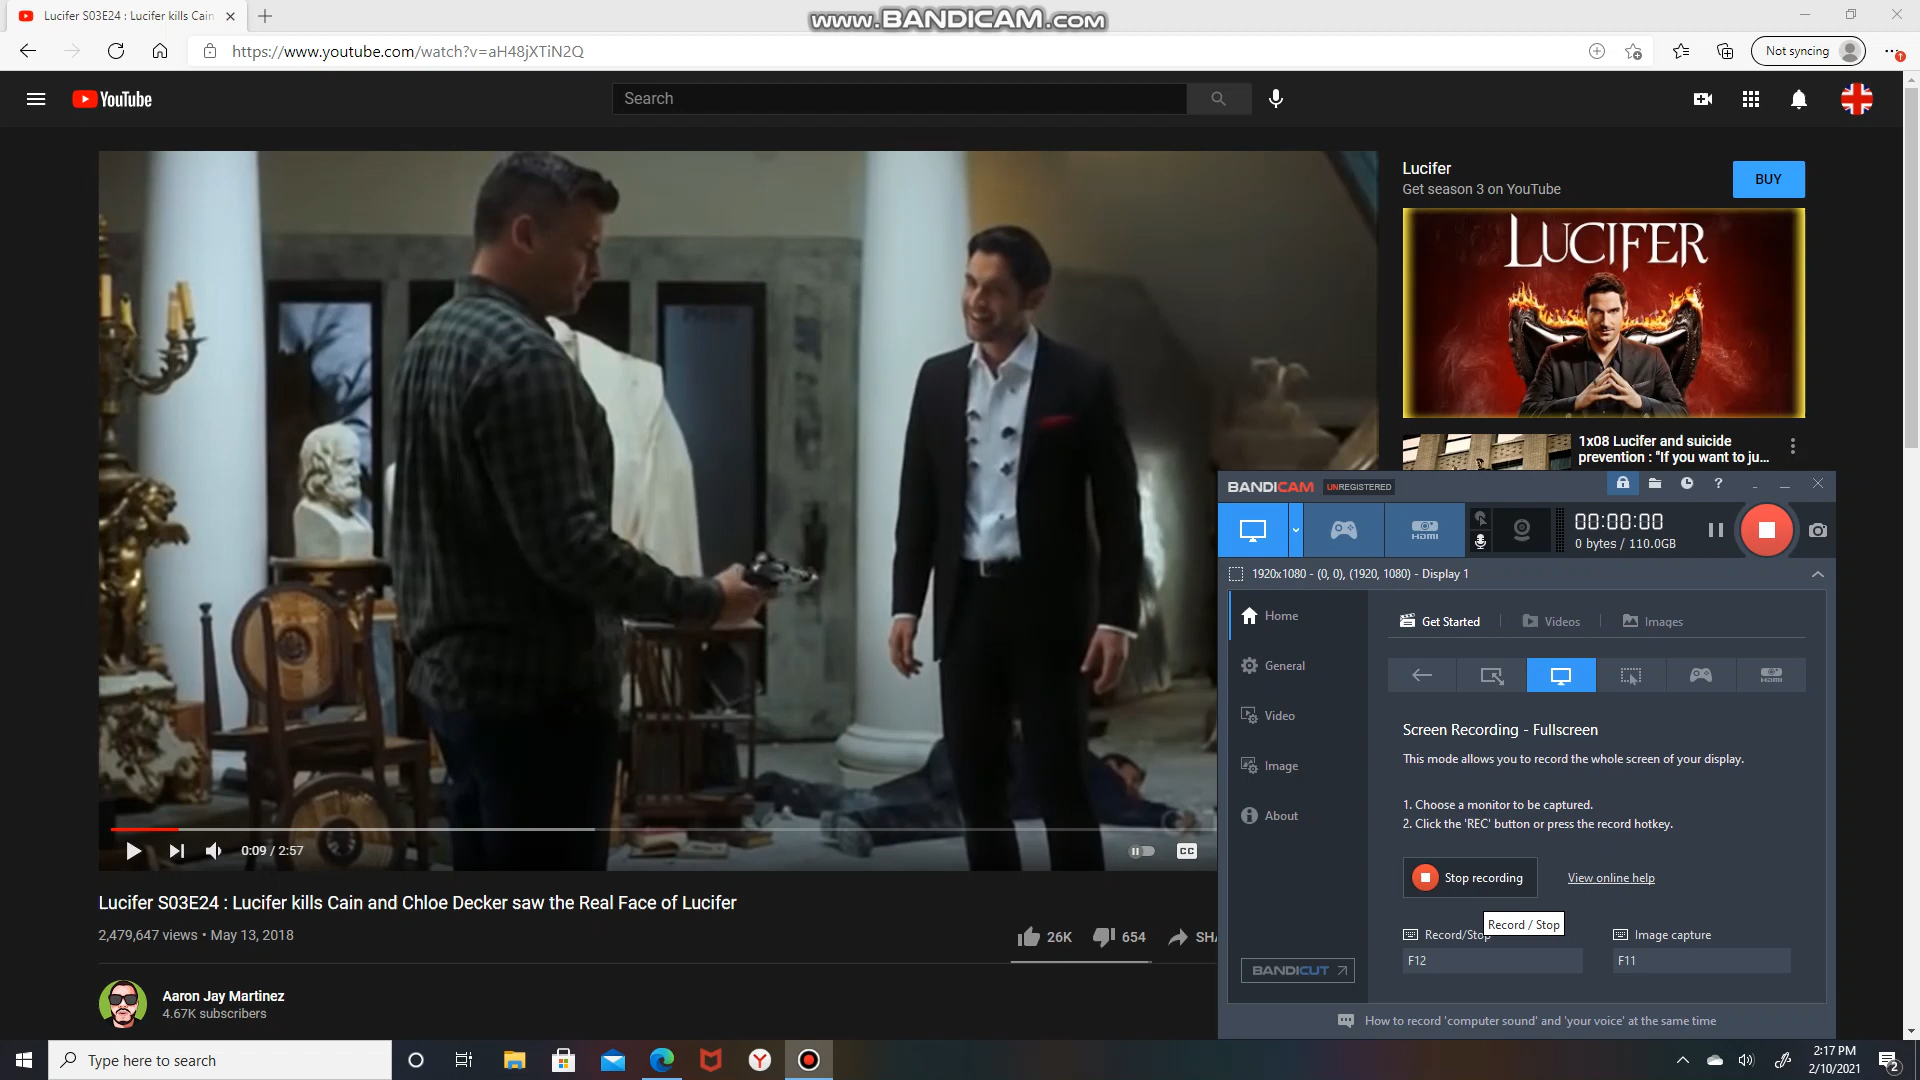 Lucifer S03E24 : Lucifer kills Cain
www.BANDICAM.com
https://www.youtube.com/watch?v=aH48jXTiN2Q
Not syncing
YouTube
Search
Lucifer
Get season 3 on YouTube
BUY
LUCIFER
1x08 Lucifer and suicide
prevention : "If you want to ju...
BANDICAM UNREGISTERED
?
HDMI
00:00:00
0 bytes / 110.0GB
1920x1080 - (0, 0), (1920, 1080) - Display 1
Home
General
Video
Image
About
BANDICUT
Get Started
Videos
Images
HDMI
Screen Recording - Fullscreen
This mode allows you to record the whole screen of your display.
1. Choose a monitor to be captured.
2. Click the 'REC' button or press the record hotkey.
Stop recording
View online help
Record / Stop
Record/Stop
Image capture
F12
F11
How to record 'computer sound' and 'your voice' at the same time
0:09 / 2:57
CC
Lucifer S03E24 : Lucifer kills Cain and Chloe Decker saw the Real Face of Lucifer
2,479,647 views • May 13, 2018
26K
654
SHA
Aaron Jay Martinez
4.67K subscribers
Type here to search
2:17 PM
2/10/2021
2